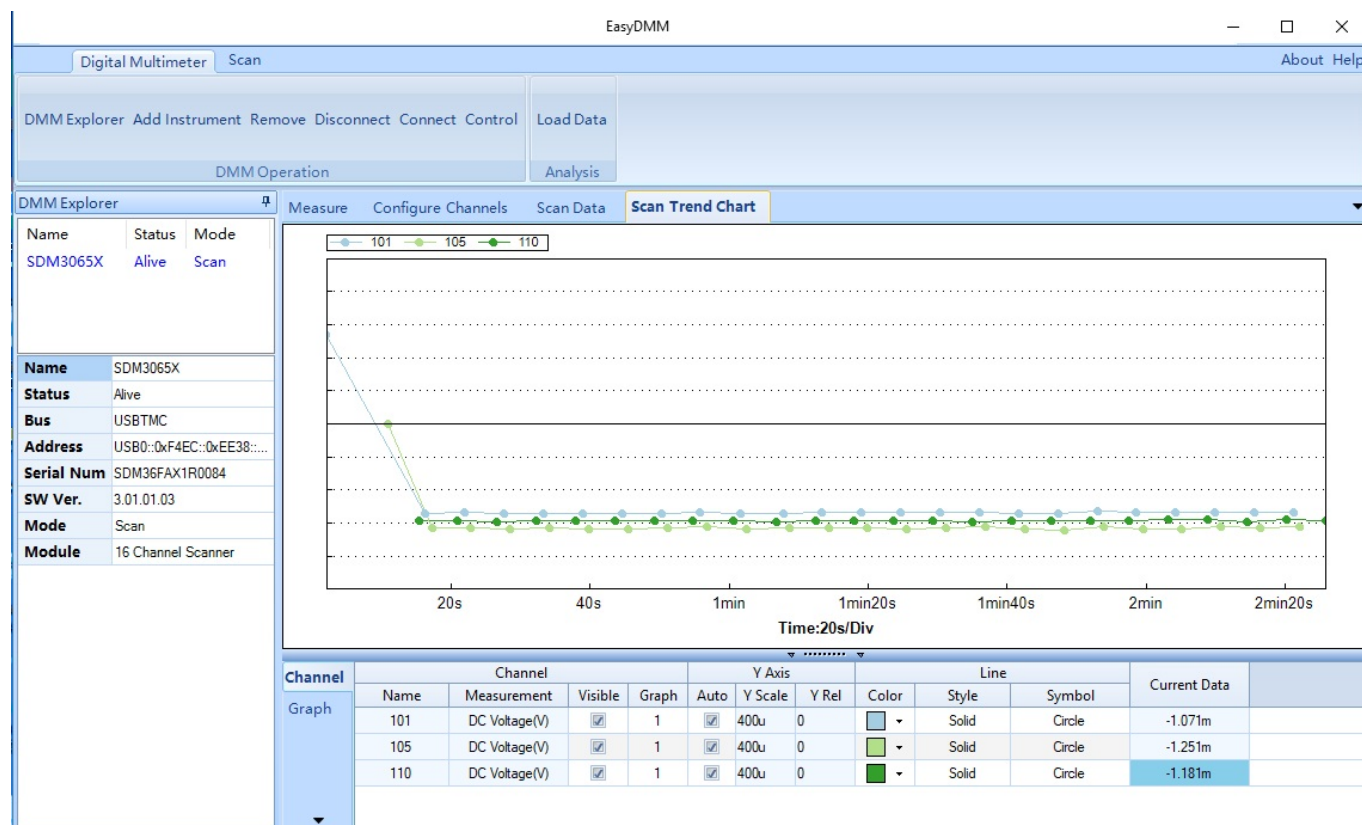 EasyDMM
Digital Multimeter Scan About Help
DMM Explorer Add Instrument Remove Disconnect Connect Control Load Data
DMM Operation Analysis
DMM Explorer
Name Status Mode
SDM3065X Alive Scan
Name SDM3065X
Status Alive
Bus USBTMC
Address USB0::0xF4EC::0xEE38::...
Serial Num SDM36FAX1R0084
SW Ver. 3.01.01.03
Mode Scan
Module 16 Channel Scanner
Measure Configure Channels Scan Data Scan Trend Chart
101 105 110
20s 40s 1min 1min20s 1min40s 2min 2min20s
Time:20s/Div
Channel
Graph
Channel Y Axis Line Current Data
Name Measurement Visible Graph Auto Y Scale Y Rel Color Style Symbol
101 DC Voltage(V) 1 400u 0 Solid Circle -1.071m
105 DC Voltage(V) 1 400u 0 Solid Circle -1.251m
110 DC Voltage(V) 1 400u 0 Solid Circle -1.181m